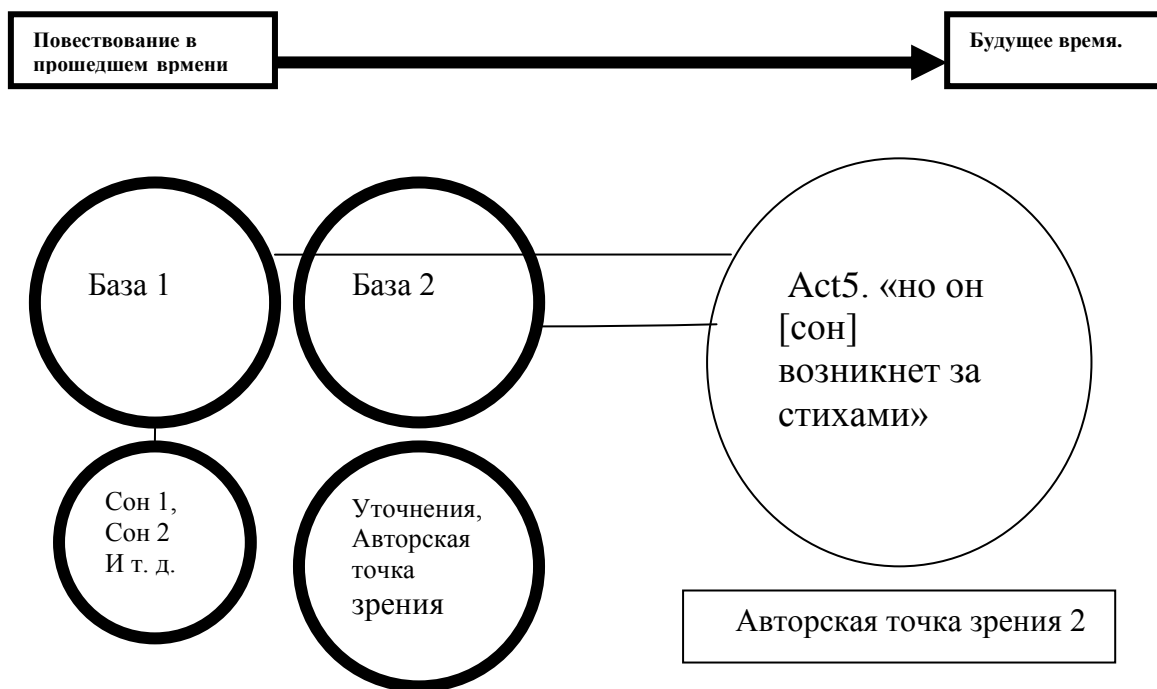 Повествование в
прошедшем врмени
Будущее время.
База 1
База 2
Act5. «но он
[сон]
возникнет за
стихами»
Сон 1,
Сон 2
И т. д.
Уточнения,
Авторская
точка
зрения
Авторская точка зрения 2